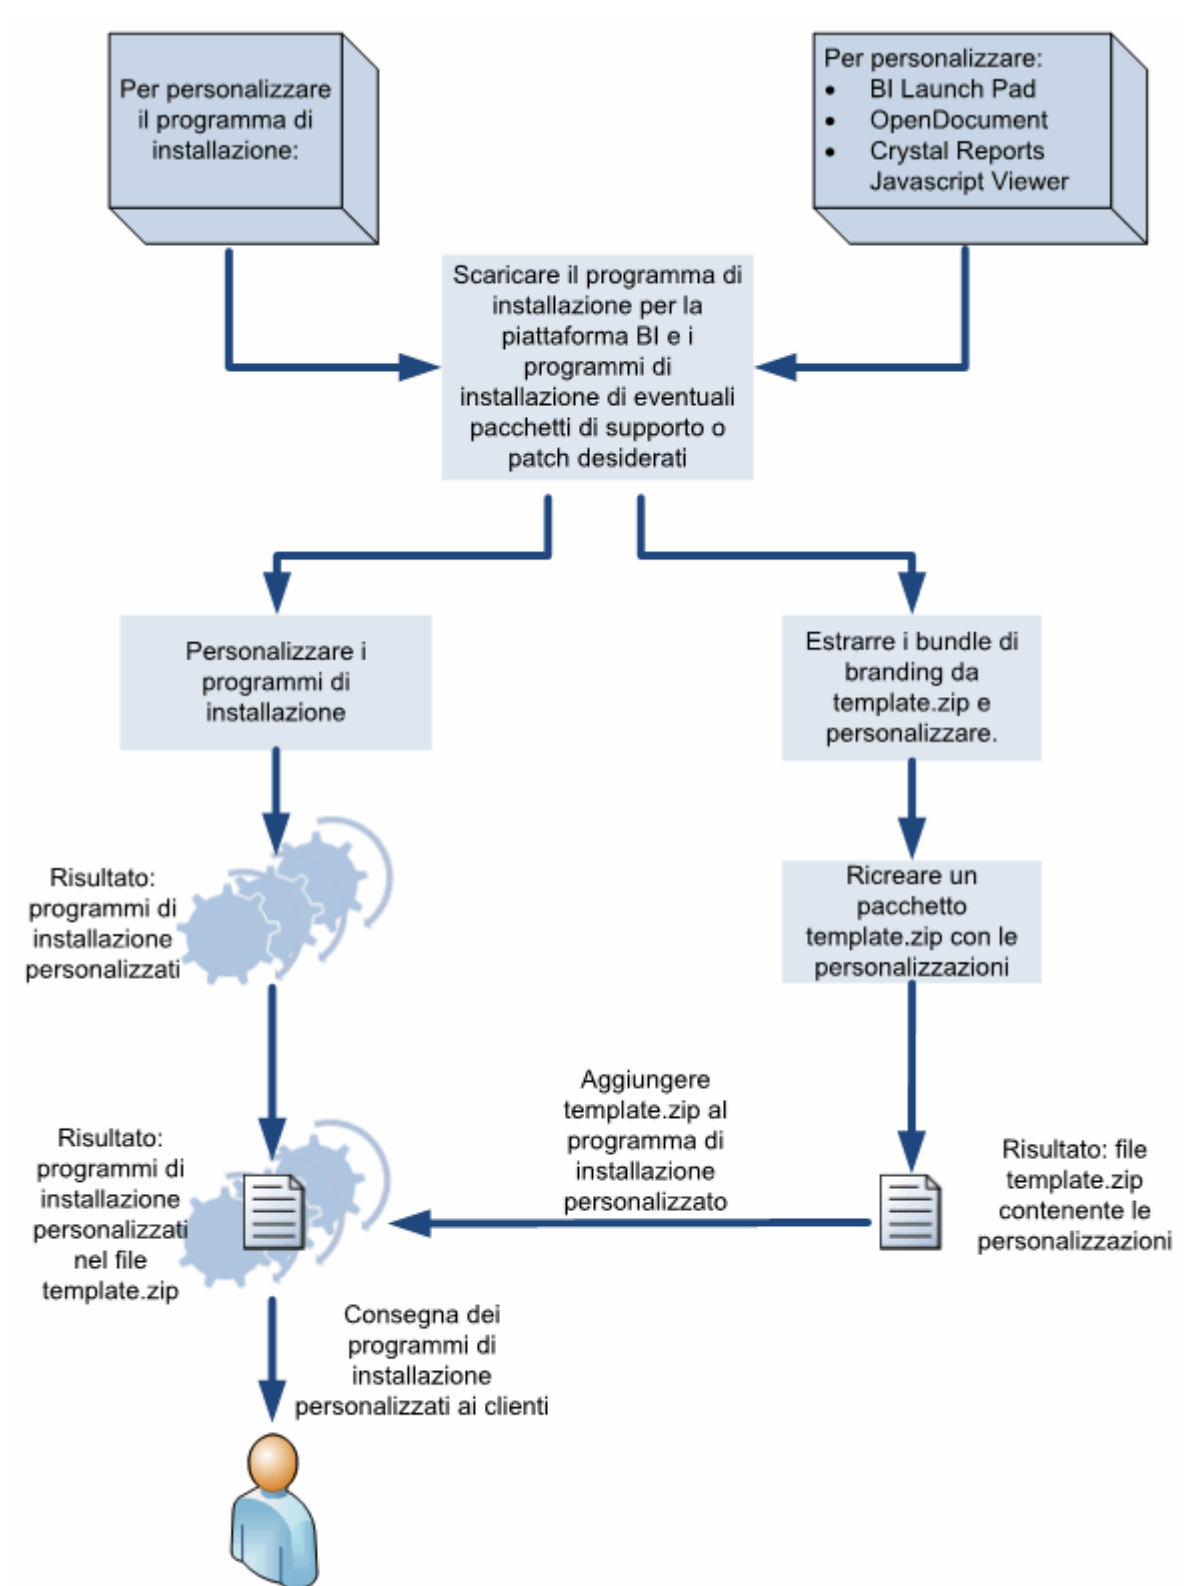 Per personalizzare
il programma di
installazione:
Per personalizzare:
• BI Launch Pad
• OpenDocument
• Crystal Reports
Javascript Viewer
Scaricare il programma di
installazione per la
piattaforma BI e i
programmi di
installazione di eventuali
pacchetti di supporto o
patch desiderati
Personalizzare i
programmi di
installazione
Estrarre i bundle di
branding da
template.zip e
personalizzare.
Risultato:
programmi di
installazione
personalizzati
Ricreare un
pacchetto
template.zip con le
personalizzazioni
Aggiungere
template.zip al
programma di
installazione
personalizzato
Risultato:
programmi di
installazione
personalizzati
nel file
template.zip
Risultato: file
template.zip
contenente le
personalizzazioni
Consegna dei
programmi di
installazione
personalizzati ai clienti